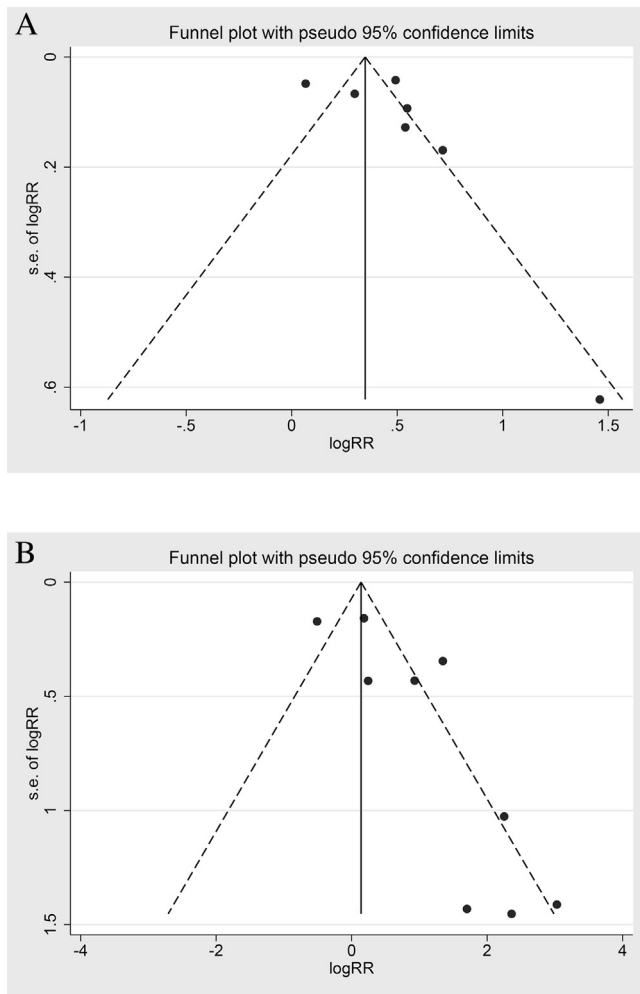 A
Funnel plot with pseudo 95% confidence limits
s.e. of logRR
0
.2
.4
.6
-1
-.5
0
.5
1
1.5
logRR
B
Funnel plot with pseudo 95% confidence limits
s.e. of logRR
0
.5
1
1.5
-4
-2
0
2
4
logRR